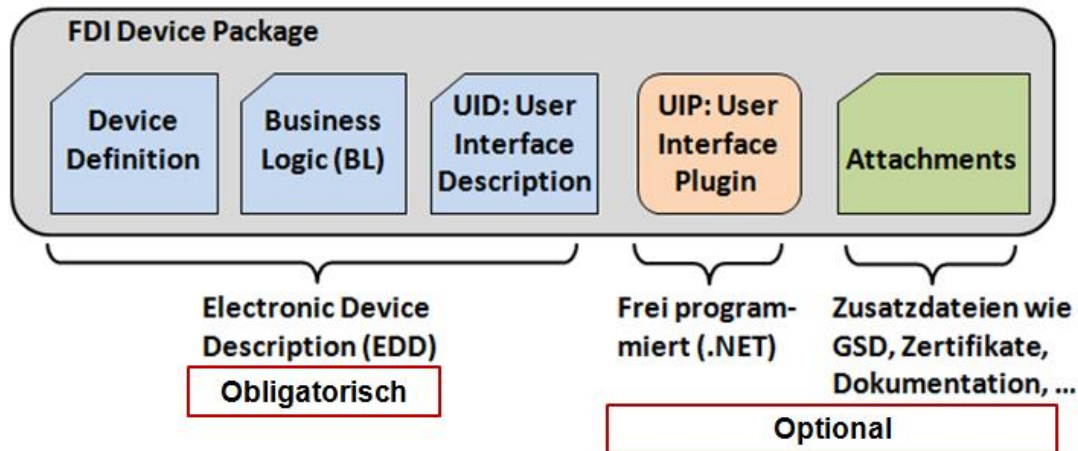 FDI Device Package
Device
Definition
Business
Logic (BL)
UID: User
Interface
Description
UIP: User
Interface
Plugin
Attachments
Electronic Device
Description (EDD)
Obligatorisch
Frei program-
miert (.NET)
Zusatzdateien wie
GSD, Zertifikate,
Dokumentation, ...
Optional